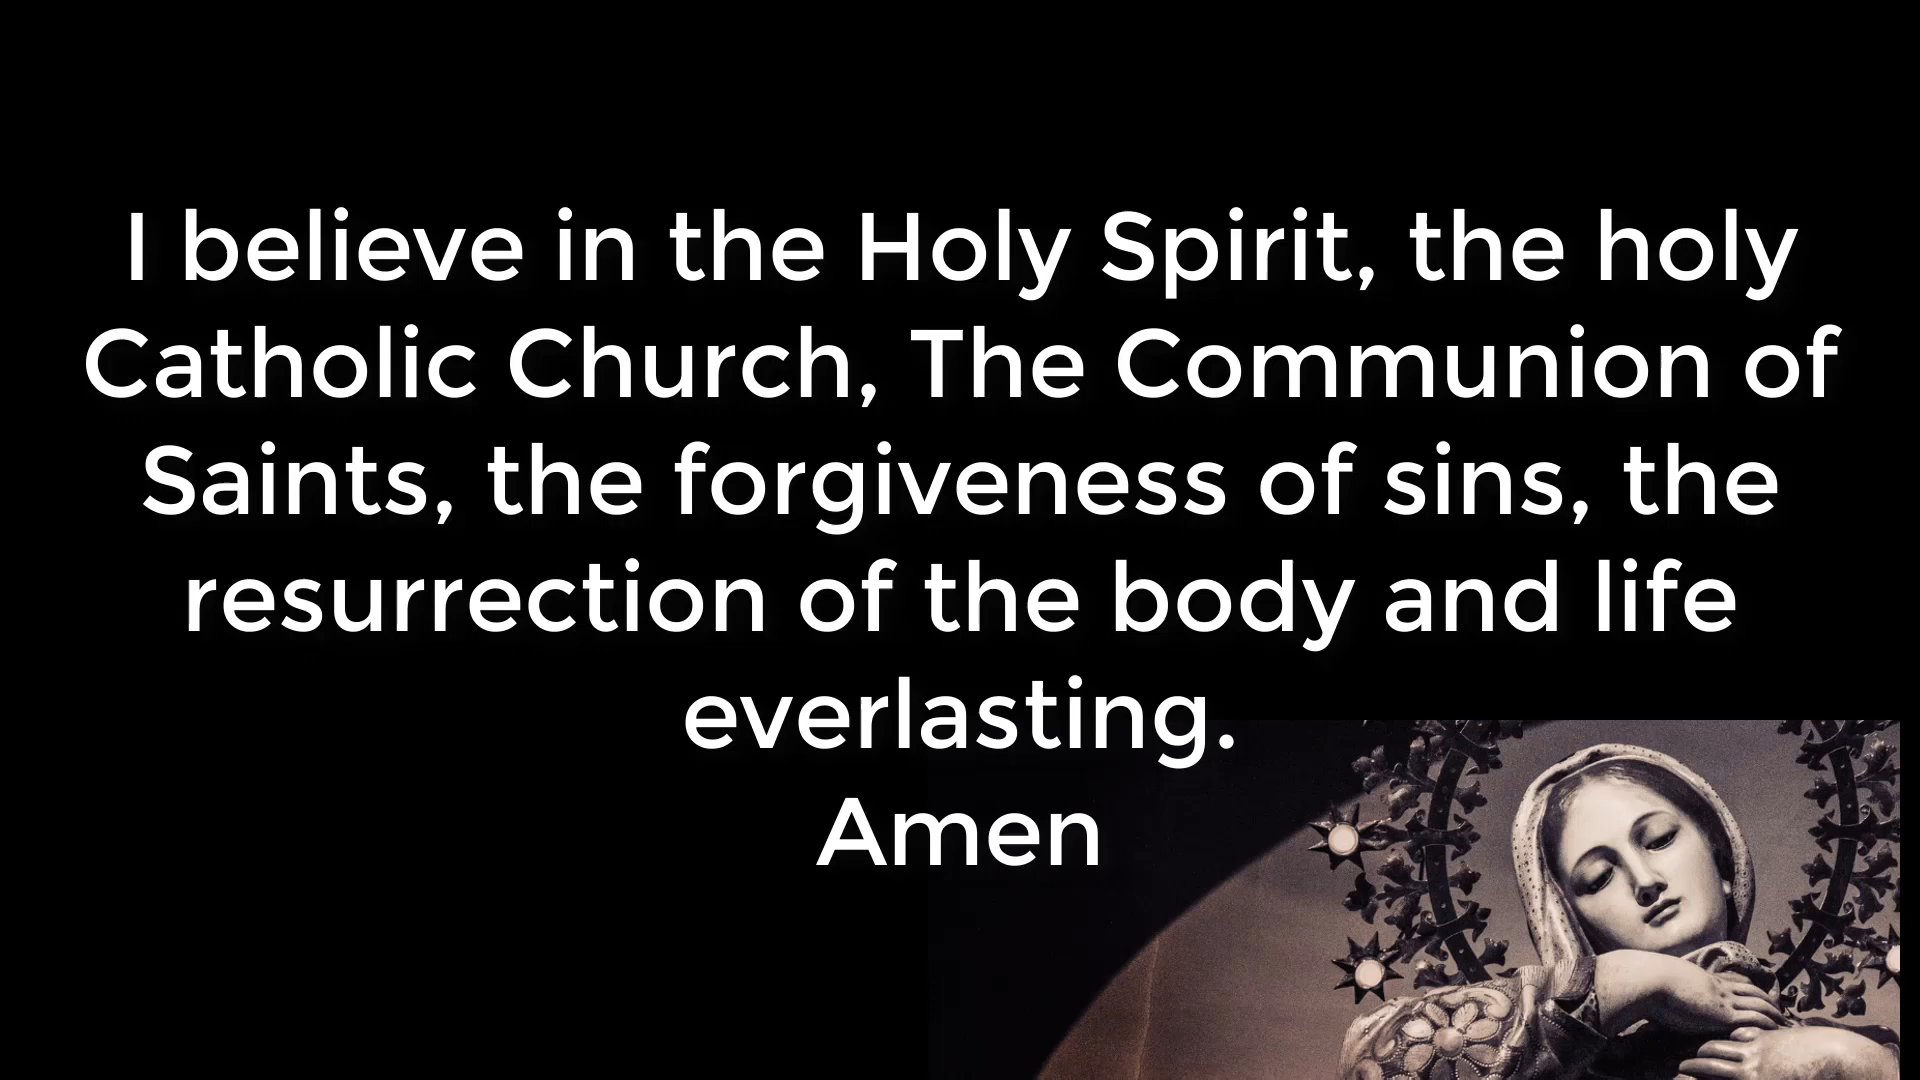 I believe in the Holy Spirit, the holy
Catholic Church, The Communion of
Saints, the forgiveness of sins, the
resurrection of the body and life
everlasting.
Amen